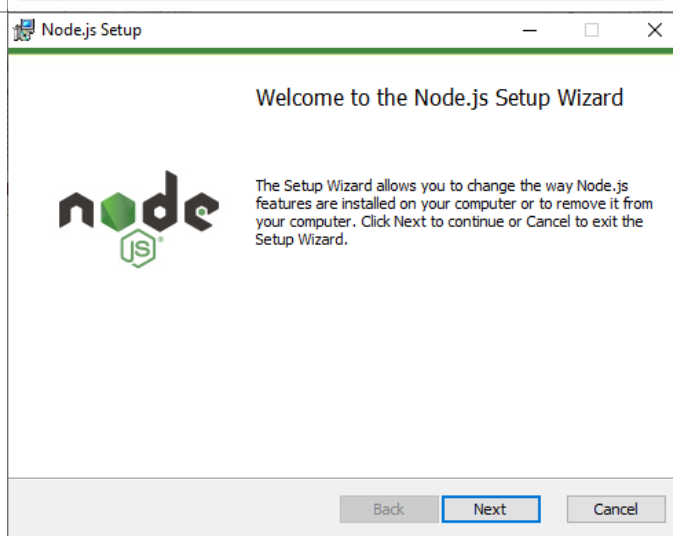 Node.js Setup
Welcome to the Node.js Setup Wizard
The Setup Wizard allows you to change the way Node.js
features are installed on your computer or to remove it from
your computer. Click Next to continue or Cancel to exit the
Setup Wizard.
node
JS
Back Next Cancel